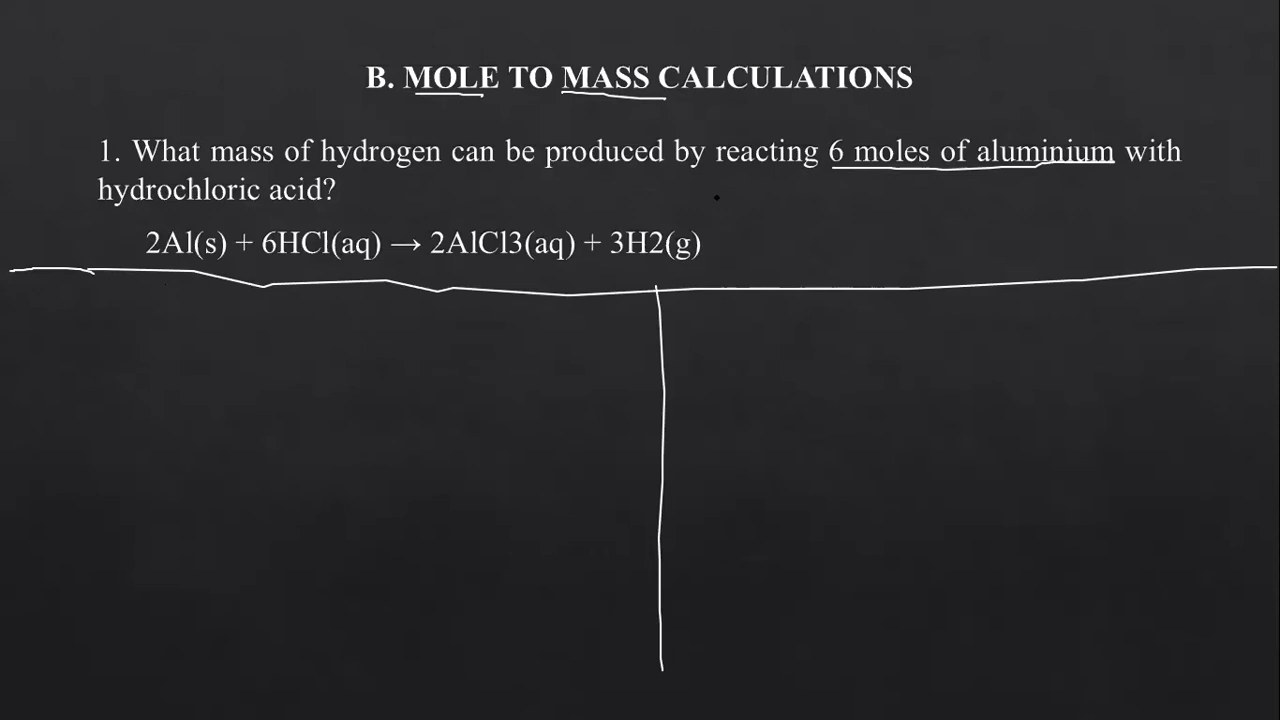 B. MOLE TO MASS CALCULATIONS
1. What mass of hydrogen can be produced by reacting 6 moles of aluminium with
hydrochloric acid?
2Al(s) + 6HCl(aq) → 2AlCl3(aq) + 3H2(g)